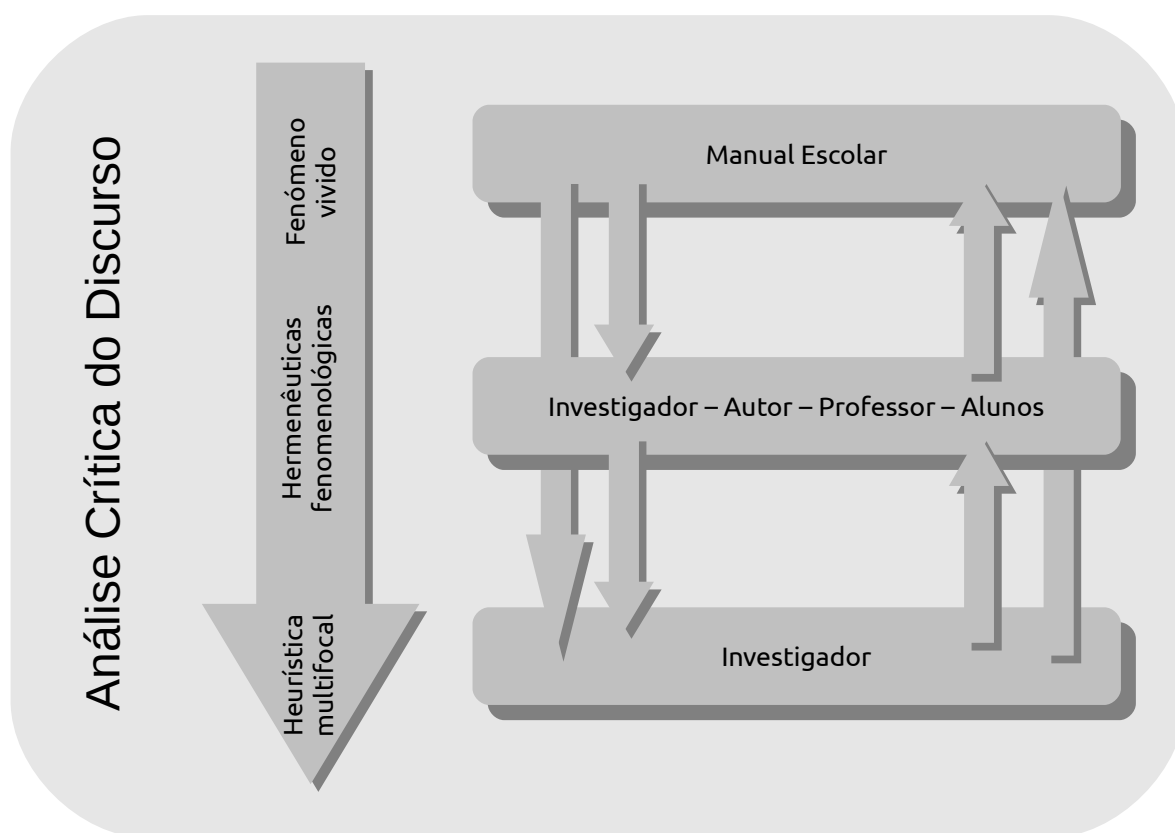 Análise Crítica do Discurso
Fenómeno
vivido
Hermenêuticas
fenomenológicas
Heurística
multifocal
Manual Escolar
Investigador – Autor – Professor – Alunos
Investigador